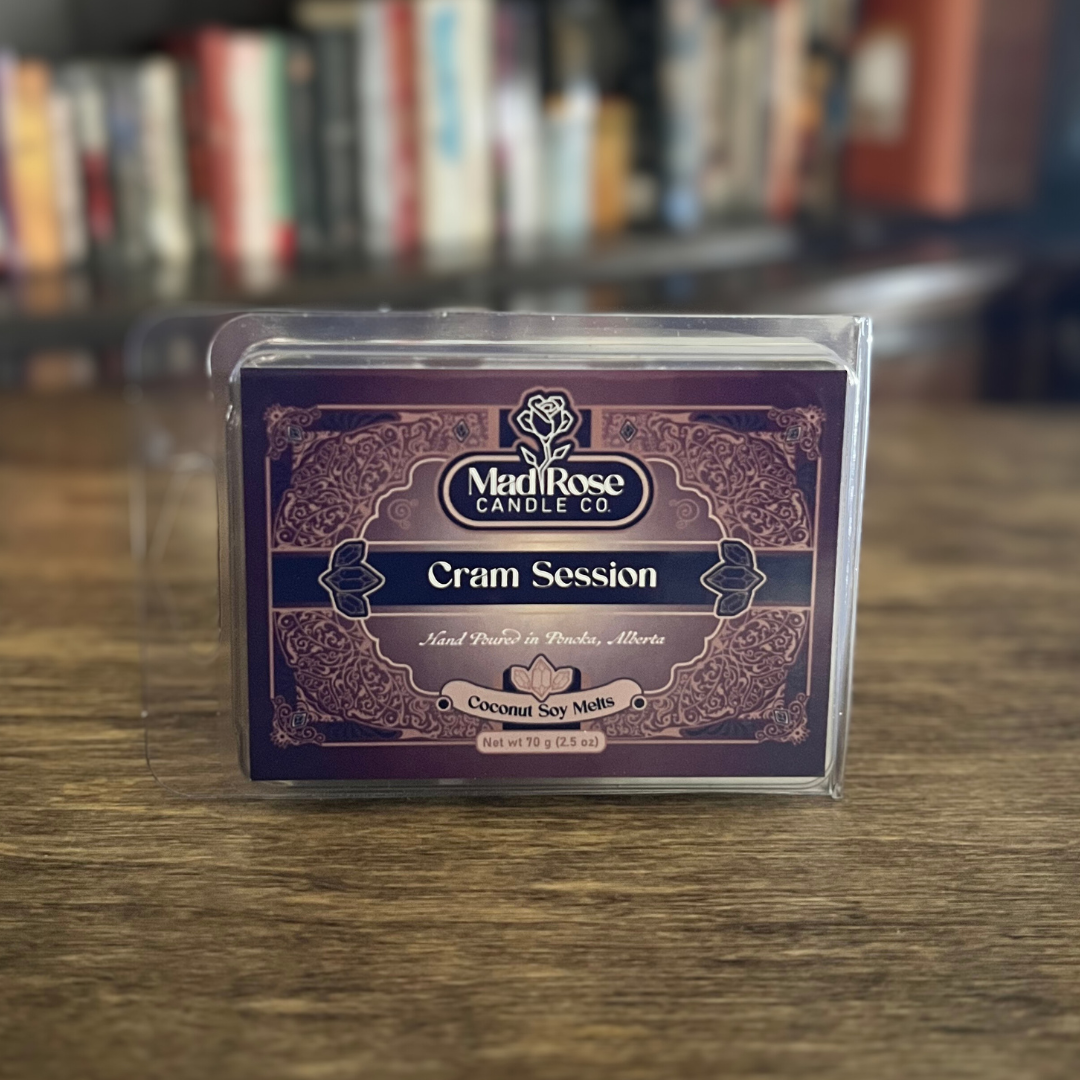 Mad Rose
CANDLE CO.
Cram Session
Hand Poured in Ponoka, Alberta
Coconut Soy Melts
Net wt 70 g (2.5 oz)